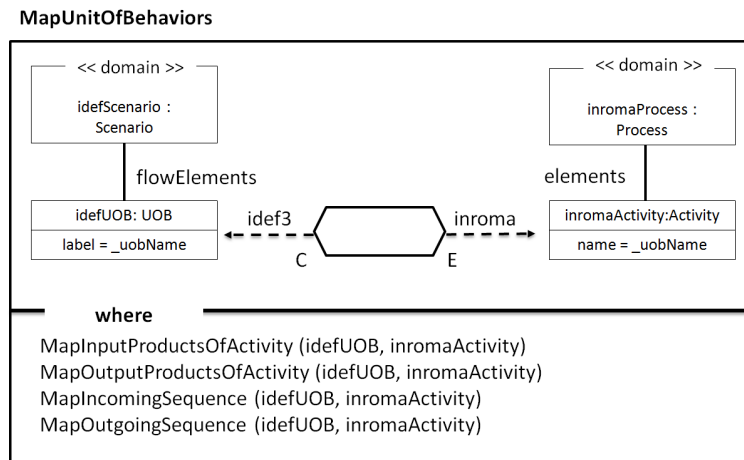 MapUnitOfBehaviors
<< domain >>
idefScenario :
Scenario
<< domain >>
inromaProcess :
Process
flowElements
elements
idefUOB: UOB
label = _uobName
idef3
inroma
C
E
inromaActivity:Activity
name = _uobName
where
MapInputProductsOfActivity (idefUOB, inromaActivity)
MapOutputProductsOfActivity (idefUOB, inromaActivity)
MapIncomingSequence (idefUOB, inromaActivity)
MapOutgoingSequence (idefUOB, inromaActivity)